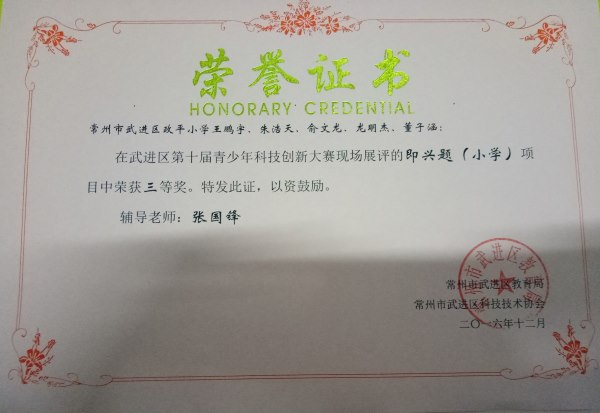 荣誉证书
HONORARY CREDENTIAL
常州市武进区政平小学王鹏宇、朱浩天、俞文龙、龙明杰、董子涵：
在武进区第十届青少年科技创新大赛现场展评的即兴题（小学）项
目中荣获三等奖。特发此证，以资鼓励。
辅导老师：张国锋
常州市武进区教育局
常州市武进区科技技术协会
二〇一六年十二月